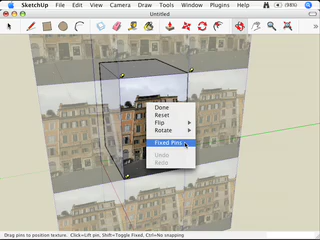 SketchUp File Edit View Camera Draw Tools Window Plugins Help (98%)
Untitled
Done
Reset
Flip
Rotate
Fixed Pins
Undo
Redo
Drag pins to position texture. Click=Lift pin, Shift=Toggle Fixed, Ctrl=No snapping